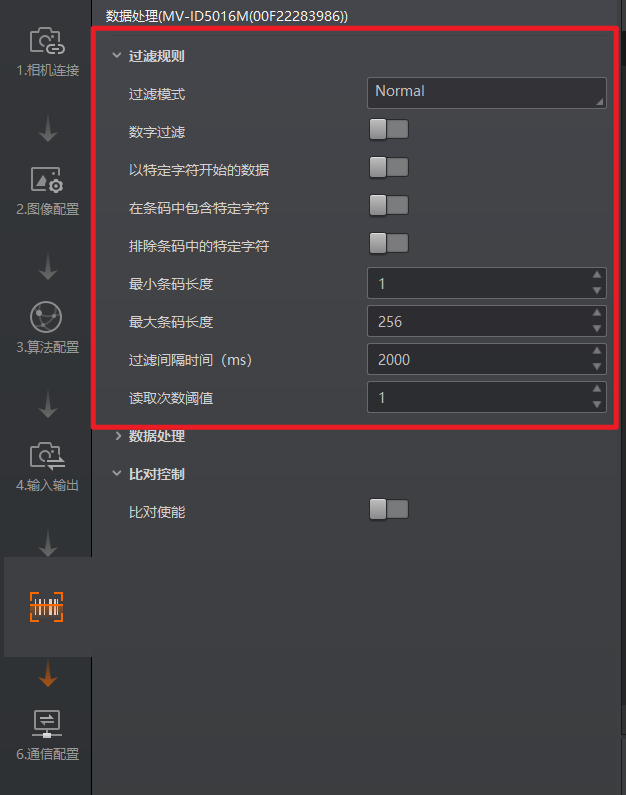 数据处理(MV-ID5016M(00F22283986))
1.相机连接
2.图像配置
3.算法配置
4.输入输出
6.通信配置
过滤规则
过滤模式 Normal
数字过滤
以特定字符开始的数据
在条码中包含特定字符
排除条码中的特定字符
最小条码长度 1
最大条码长度 256
过滤间隔时间（ms） 2000
读取次数阈值 1
数据处理
比对控制
比对使能